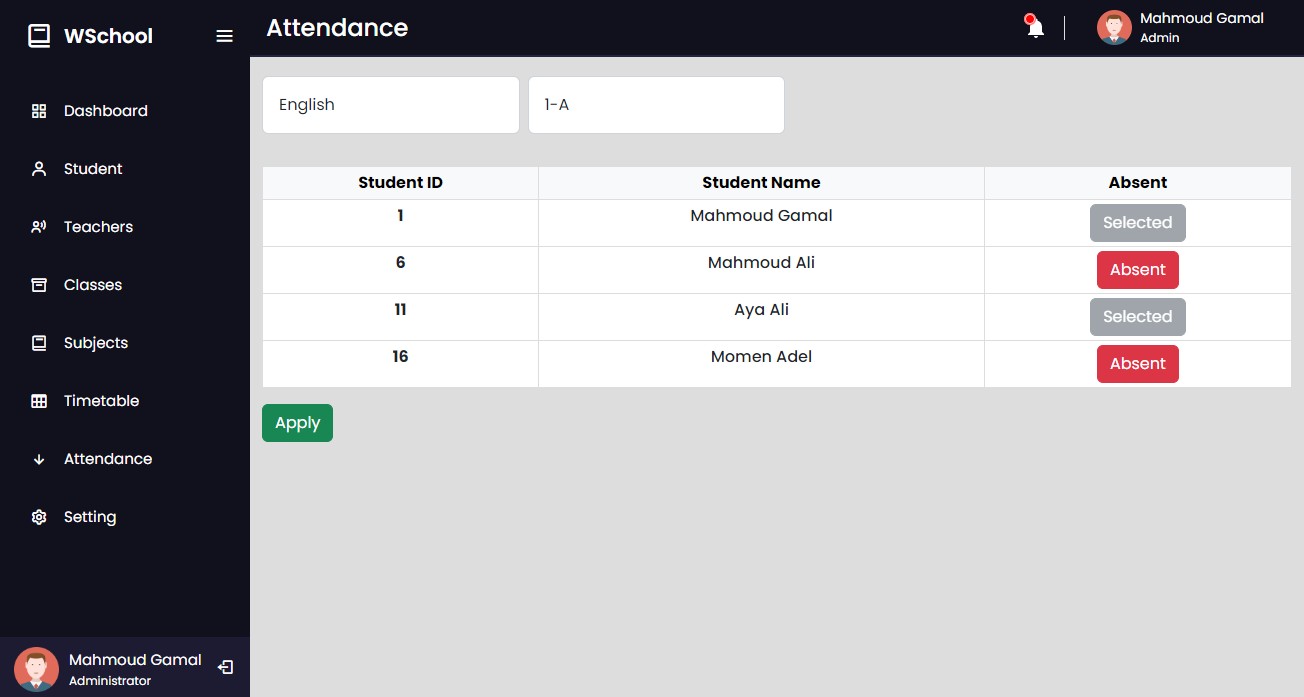 WSchool
Attendance
Mahmoud Gamal
Admin
Dashboard
Student
Teachers
Classes
Subjects
Timetable
Attendance
Setting
Mahmoud Gamal
Administrator
English
1-A
Student ID Student Name Absent
1 Mahmoud Gamal Selected
6 Mahmoud Ali Absent
11 Aya Ali Selected
16 Momen Adel Absent
Apply